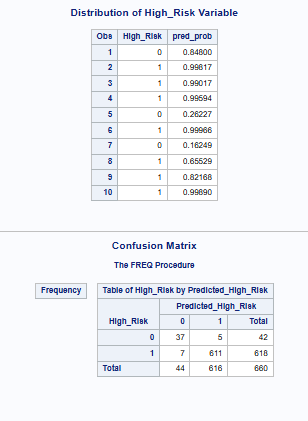 Distribution of High_Risk Variable
Obs High_Risk pred_prob
1 0 0.84800
2 1 0.99817
3 1 0.99017
4 1 0.99594
5 0 0.26227
6 1 0.99966
7 0 0.16249
8 1 0.65529
9 1 0.82168
10 1 0.99890
Confusion Matrix
The FREQ Procedure
Frequency
Table of High_Risk by Predicted_High_Risk
Predicted_High_Risk
High_Risk 0 1 Total
0 37 5 42
1 7 611 618
Total 44 616 660